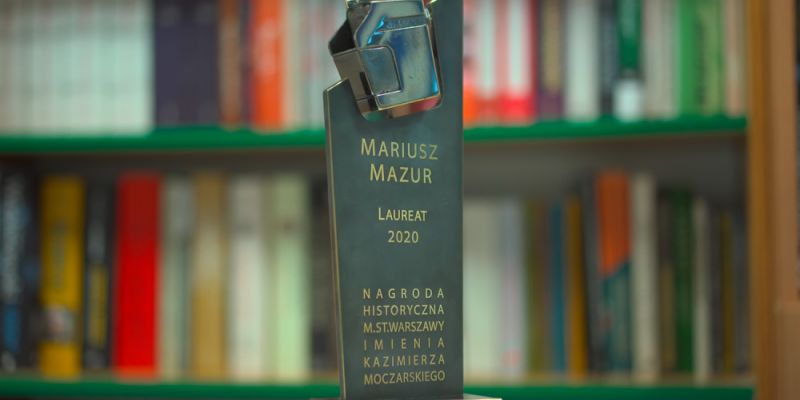 MARIUSZ
MAZUR
LAUREAT
2020
NAGRODA
HISTORYCZNA
M.ST.WARSZAWY
IMIENIA
KAZIMIERZA
MOCZARSKIEGO